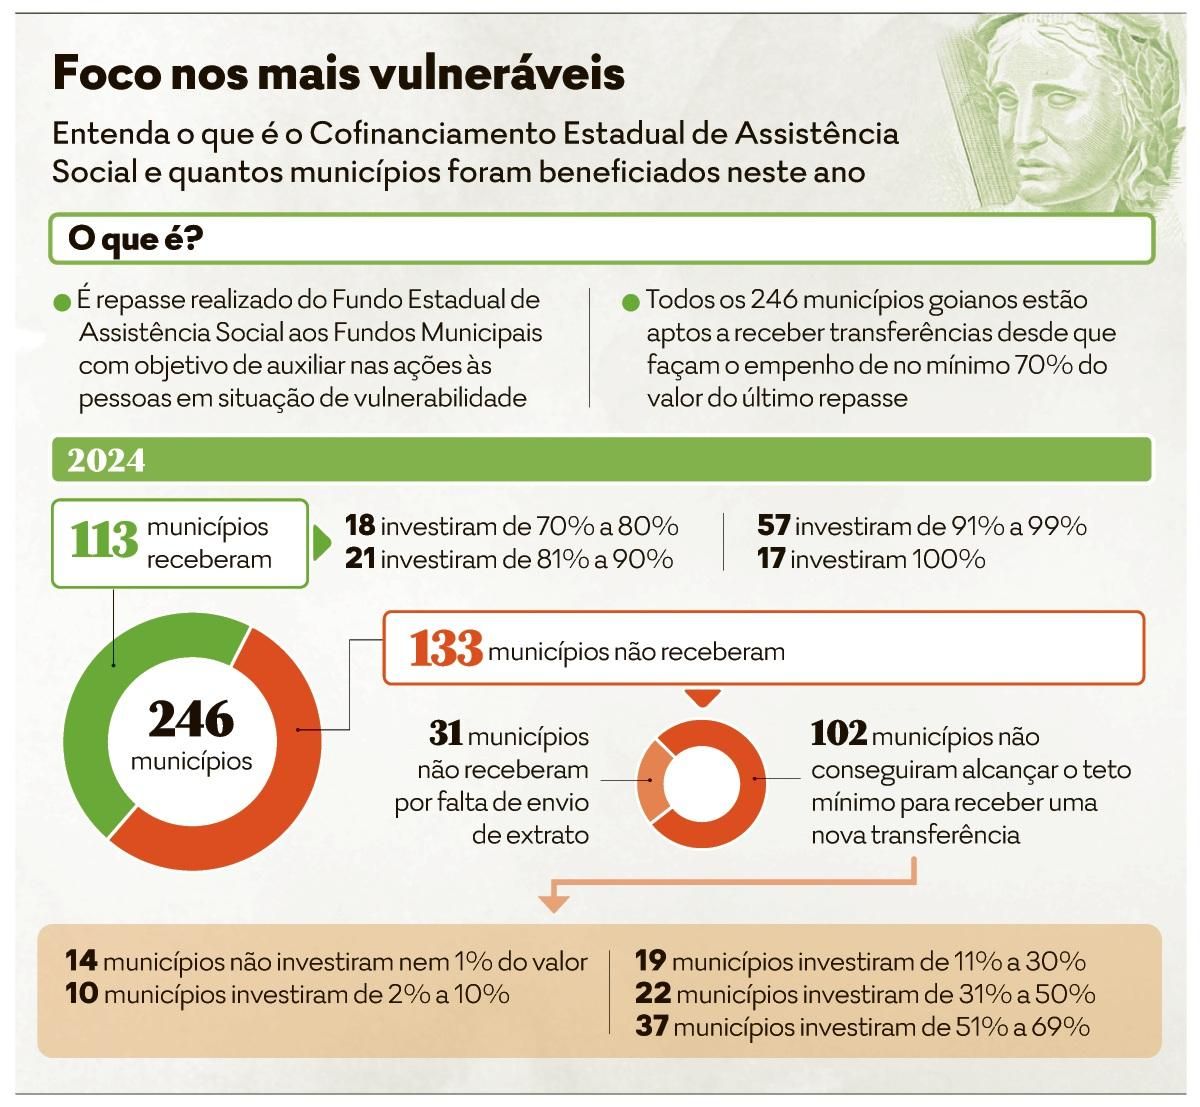 Foco nos mais vulneráveis
Entenda o que é o Cofinanciamento Estadual de Assistência
Social e quantos municípios foram beneficiados neste ano
O que é?
É repasse realizado do Fundo Estadual de
Assistência Social aos Fundos Municipais
com objetivo de auxiliar nas ações às
pessoas em situação de vulnerabilidade
Todos os 246 municípios goianos estão
aptos a receber transferências desde que
façam o empenho de no mínimo 70% do
valor do último repasse
2024
113 municípios
receberam
18 investiram de 70% a 80%
21 investiram de 81% a 90%
57 investiram de 91% a 99%
17 investiram 100%
246
municípios
133 municípios não receberam
31 municípios
não receberam
por falta de envio
de extrato
102 municípios não
conseguiram alcançar o teto
mínimo para receber uma
nova transferência
14 municípios não investiram nem 1% do valor
10 municípios investiram de 2% a 10%
19 municípios investiram de 11% a 30%
22 municípios investiram de 31% a 50%
37 municípios investiram de 51% a 69%